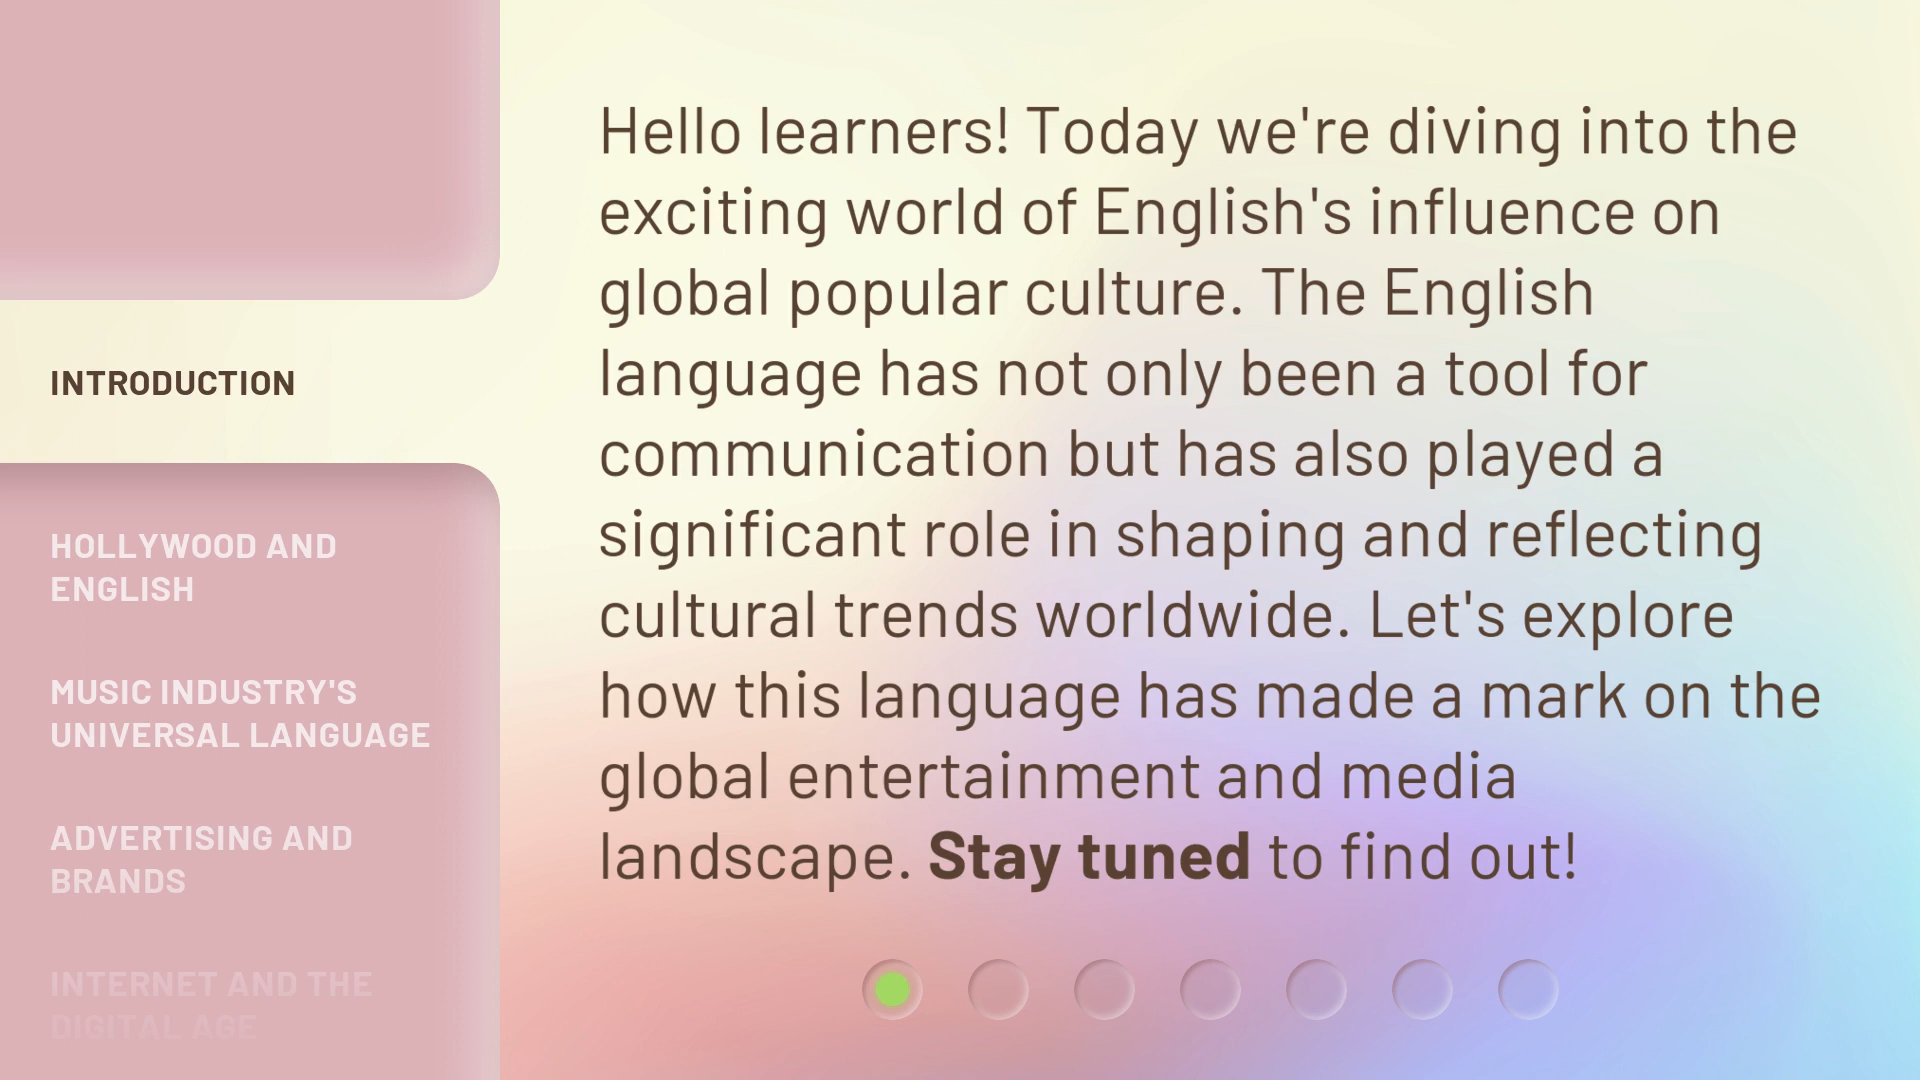 INTRODUCTION
HOLLYWOOD AND
ENGLISH
MUSIC INDUSTRY'S
UNIVERSAL LANGUAGE
ADVERTISING AND
BRANDS
INTERNET AND THE
DIGITAL AGE
Hello learners! Today we're diving into the
exciting world of English's influence on
global popular culture. The English
language has not only been a tool for
communication but has also played a
significant role in shaping and reflecting
cultural trends worldwide. Let's explore
how this language has made a mark on the
global entertainment and media
landscape. Stay tuned to find out!